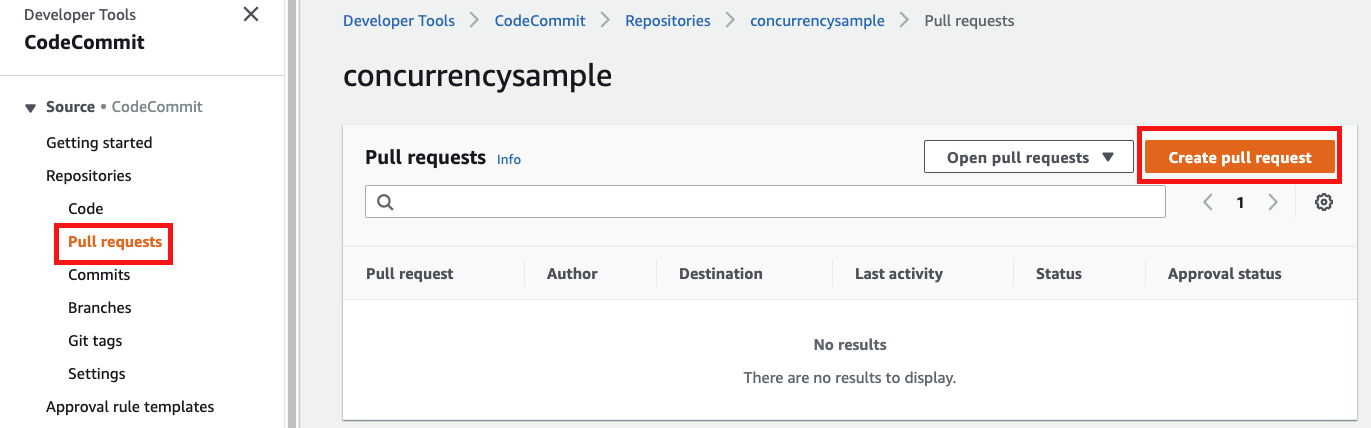 Developer Tools
CodeCommit
Source • CodeCommit
Getting started
Repositories
Code
Pull requests
Commits
Branches
Git tags
Settings
Approval rule templates
Developer Tools > CodeCommit > Repositories > concurrencysample > Pull requests
concurrencysample
Pull requests Info Open pull requests Create pull request
1
Pull request Author Destination Last activity Status Approval status
No results
There are no results to display.